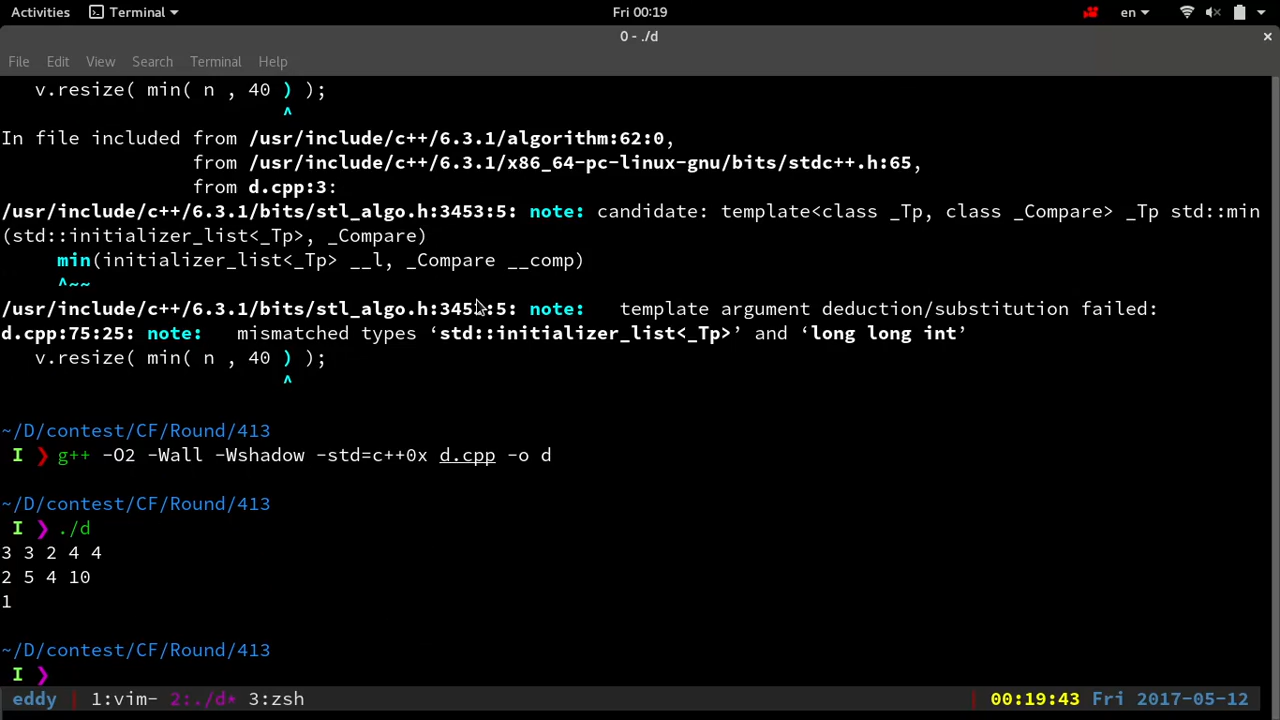 Activities Terminal Fri 00:19 en
0 - ./d ×
File Edit View Search Terminal Help
v.resize( min( n , 40 ) );
^
In file included from /usr/include/c++/6.3.1/algorithm:62:0,
from /usr/include/c++/6.3.1/x86_64-pc-linux-gnu/bits/stdc++.h:65,
from d.cpp:3:
/usr/include/c++/6.3.1/bits/stl_algo.h:3453:5: note: candidate: template<class _Tp, class _Compare> _Tp std::min
(std::initializer_list<_Tp>, _Compare)
min(initializer_list<_Tp> __l, _Compare __comp)
^~~
/usr/include/c++/6.3.1/bits/stl_algo.h:3453:5: note: template argument deduction/substitution failed:
d.cpp:75:25: note: mismatched types ‘std::initializer_list<_Tp>’ and ‘long long int’
v.resize( min( n , 40 ) );
^
~/D/contest/CF/Round/413
I ❯ g++ -O2 -Wall -Wshadow -std=c++0x d.cpp -o d
~/D/contest/CF/Round/413
I ❯ ./d
3 3 2 4 4
2 5 4 10
1
~/D/contest/CF/Round/413
I ❯
eddy 1:vim- 2:./d* 3:zsh 00:19:43 Fri 2017-05-12